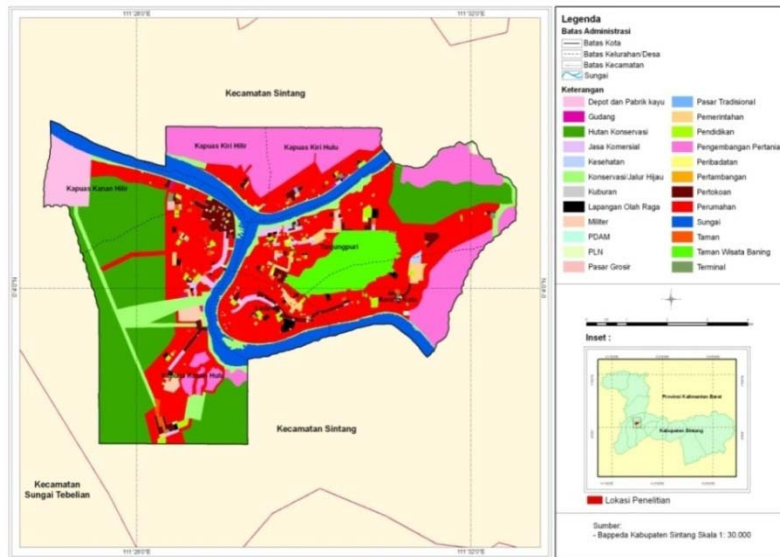 111°28'0"E
111°32'0"E
Kecamatan Sintang
Kapuas Kiri Hilir
Kapuas Kiri Hulu
Kapuas Kanan Hilir
0°4'0"N
0°4'0"N
Kecamatan Sintang
Kecamatan
Sungai Tebelian
111°28'0"E
111°32'0"E
Legenda
Batas Administrasi
Batas Kota
Batas Kelurahan/Desa
Batas Kecamatan
Sungai
Keterangan
Depot dan Pabrik kayu
Gudang
Hutan Konservasi
Jasa Komersial
Kesehatan
Konservasi/Jalur Hijau
Kuburan
Lapangan Olah Raga
Militer
PDAM
PLN
Pasar Grosir
Pasar Tradisional
Pemerintahan
Pendidikan
Pengembangan Pertania
Peribadatan
Pertambangan
Pertokoan
Perumahan
Sungai
Taman
Taman Wisata Baning
Terminal
Inset :
Provinsi Kalimantan Barat
Kabupaten Sintang
Lokasi Penelitian
Sumber:
- Bappeda Kabupaten Sintang Skala 1: 30.000